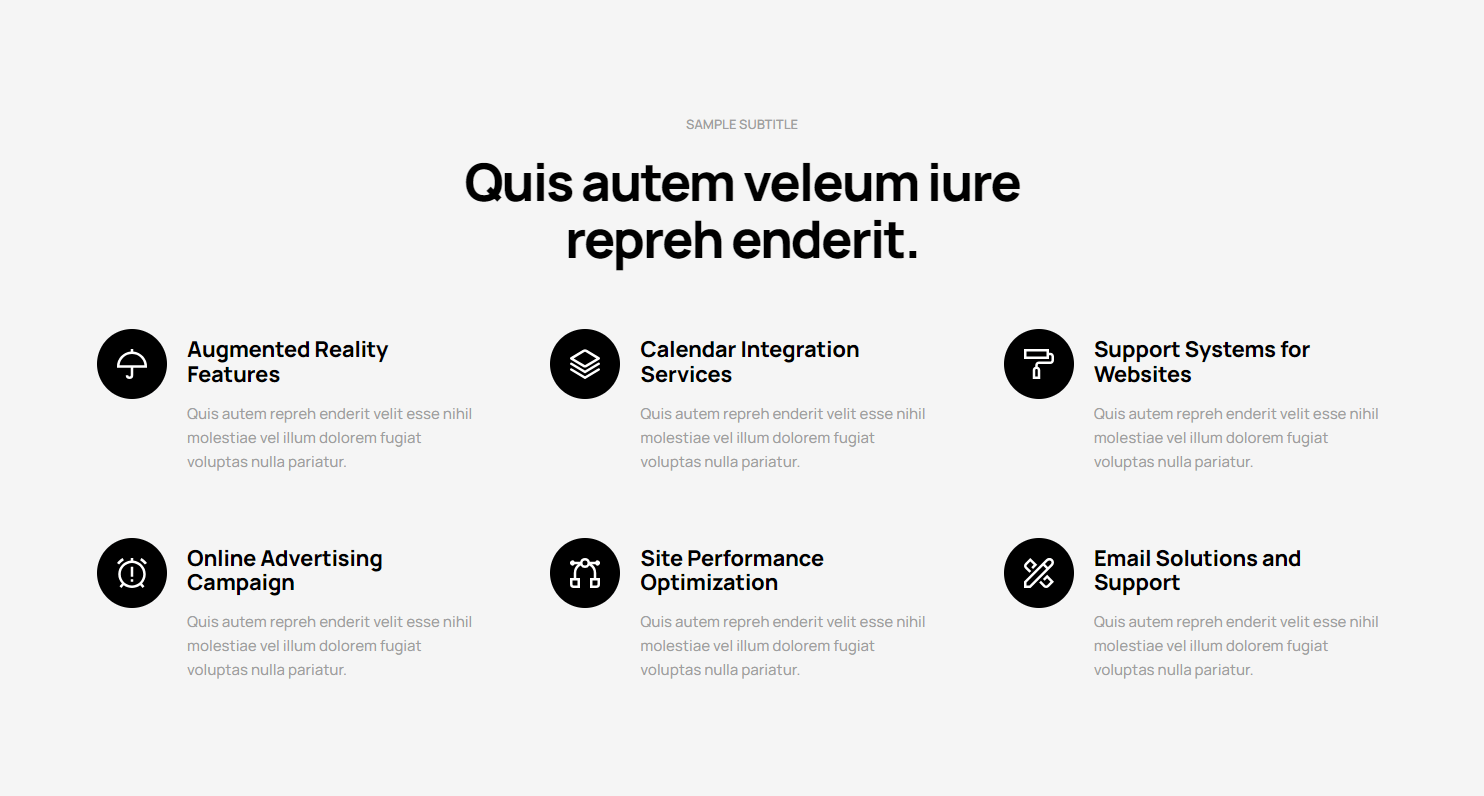 SAMPLE SUBTITLE
Quis autem veleum iure
repreh enderit.
Augmented Reality
Features
Quis autem repreh enderit velit esse nihil
molestiae vel illum dolorem fugiat
voluptas nulla pariatur.
Calendar Integration
Services
Quis autem repreh enderit velit esse nihil
molestiae vel illum dolorem fugiat
voluptas nulla pariatur.
Support Systems for
Websites
Quis autem repreh enderit velit esse nihil
molestiae vel illum dolorem fugiat
voluptas nulla pariatur.
Online Advertising
Campaign
Quis autem repreh enderit velit esse nihil
molestiae vel illum dolorem fugiat
voluptas nulla pariatur.
Site Performance
Optimization
Quis autem repreh enderit velit esse nihil
molestiae vel illum dolorem fugiat
voluptas nulla pariatur.
Email Solutions and
Support
Quis autem repreh enderit velit esse nihil
molestiae vel illum dolorem fugiat
voluptas nulla pariatur.